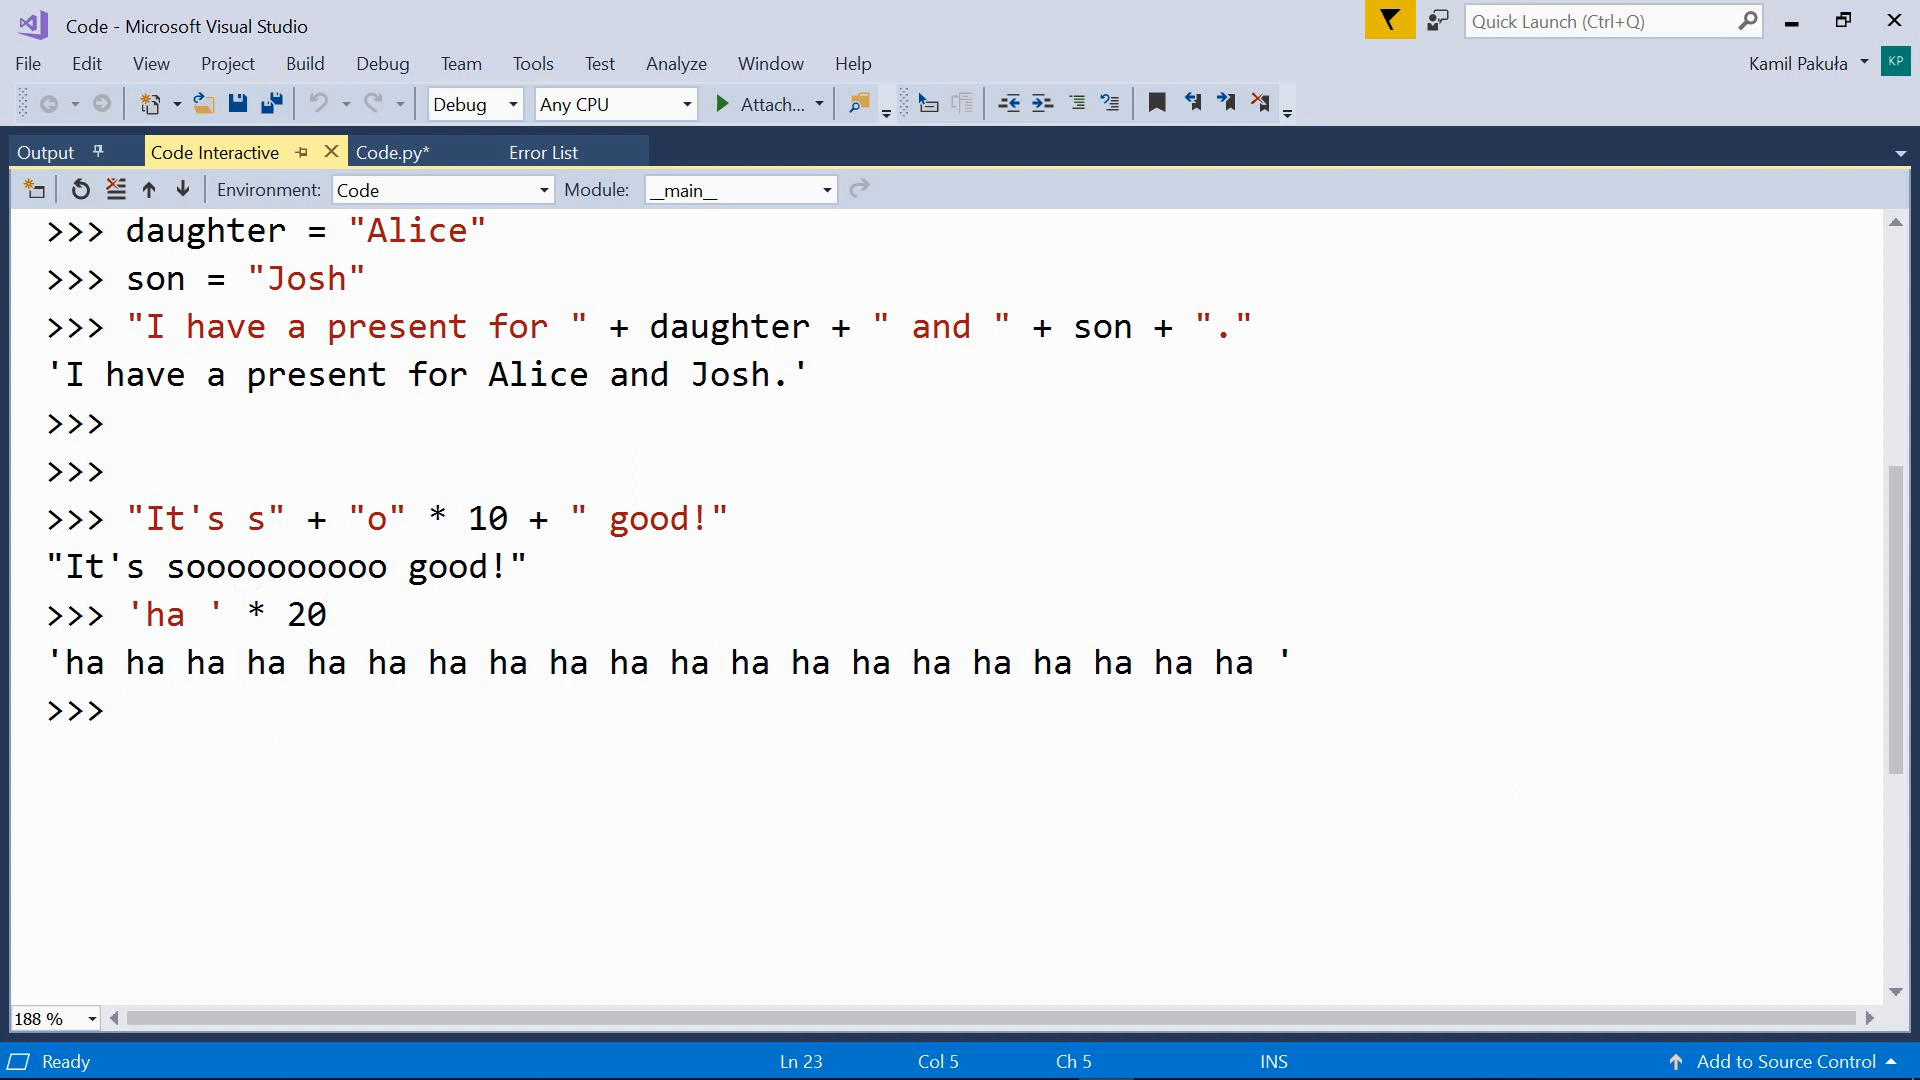 Code - Microsoft Visual Studio
Quick Launch (Ctrl+Q)
File Edit View Project Build Debug Team Tools Test Analyze Window Help
Kamil Pakuła KP
Debug Any CPU Attach...
Output Code Interactive Code.py* Error List
Environment: Code Module: __main__
>>> daughter = "Alice"
>>> son = "Josh"
>>> "I have a present for " + daughter + " and " + son + "."
'I have a present for Alice and Josh.'
>>>
>>>
>>> "It's s" + "o" * 10 + " good!"
"It's soooooooooo good!"
>>> 'ha ' * 20
'ha ha ha ha ha ha ha ha ha ha ha ha ha ha ha ha ha ha ha ha '
>>>
188 %
Ready Ln 23 Col 5 Ch 5 INS Add to Source Control